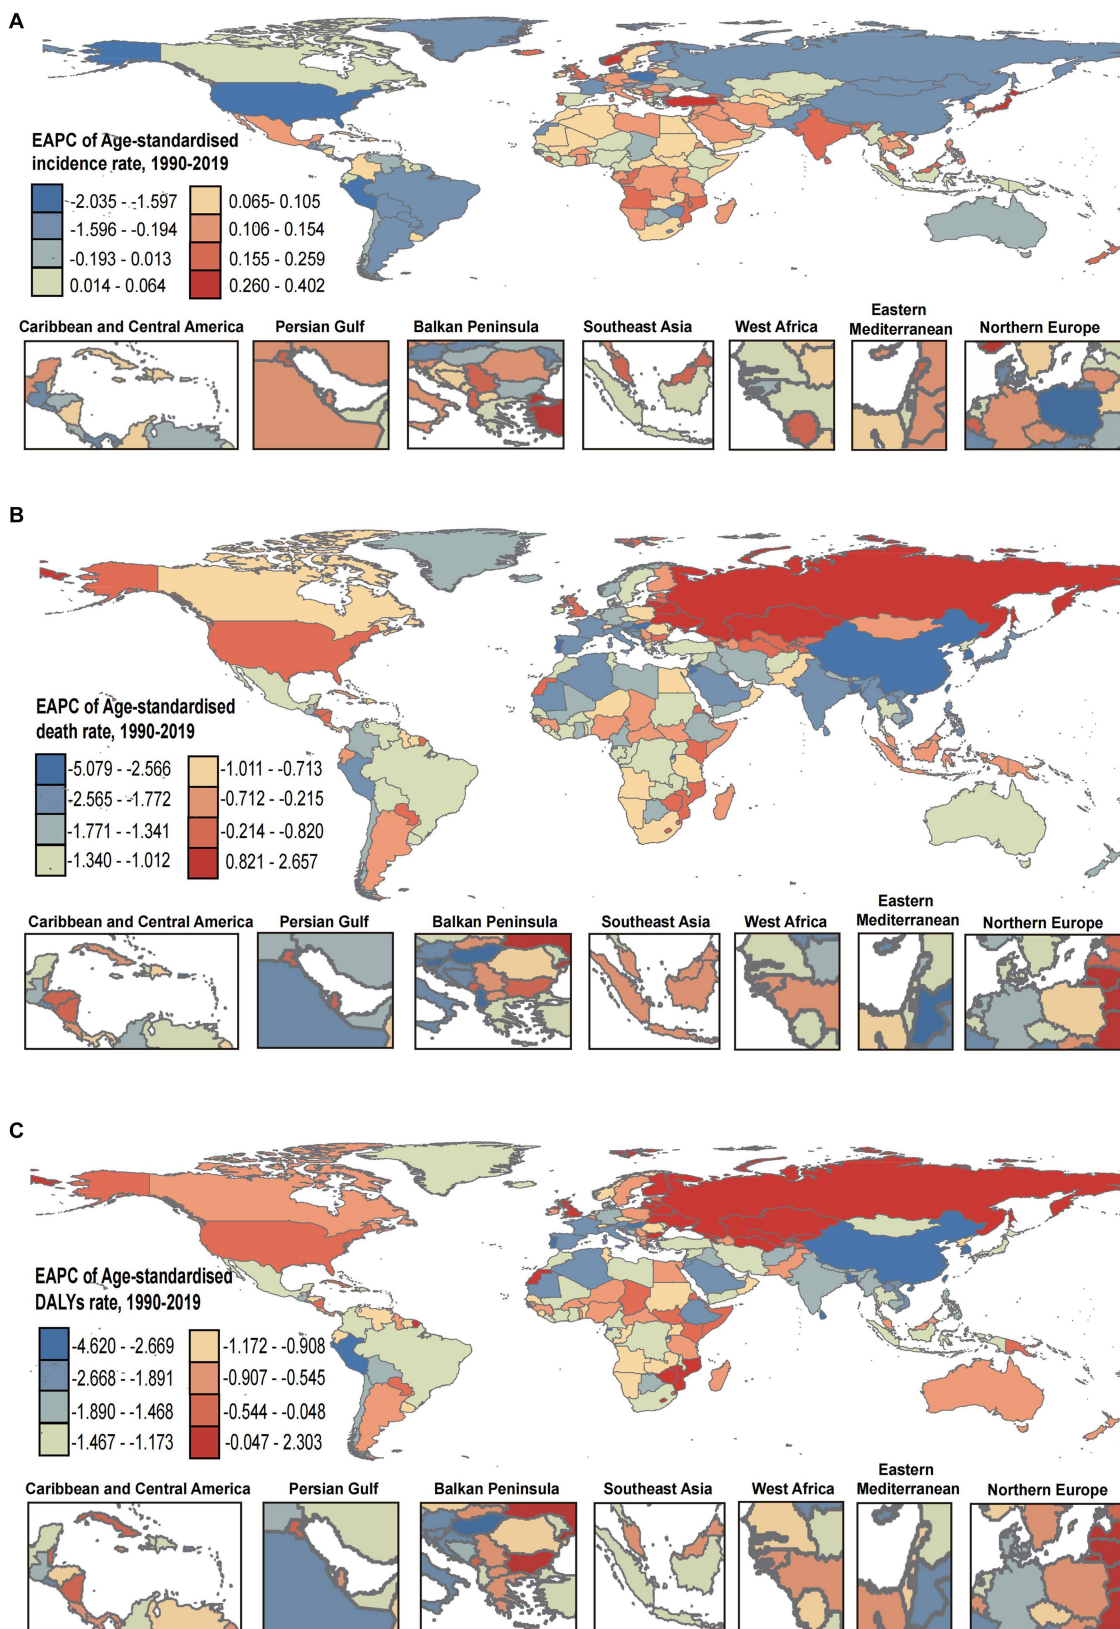 A
EAPC of Age-standardised
incidence rate, 1990-2019
-2.035 - -1.597
-1.596 - -0.194
-0.193 - 0.013
0.014 - 0.064
0.065- 0.105
0.106 - 0.154
0.155 - 0.259
0.260 - 0.402
Caribbean and Central America
Persian Gulf
Balkan Peninsula
Southeast Asia
West Africa
Eastern
Mediterranean
Northern Europe
B
EAPC of Age-standardised
death rate, 1990-2019
-5.079 - -2.566
-2.565 - -1.772
-1.771 - -1.341
-1.340 - -1.012
-1.011 - -0.713
-0.712 - -0.215
-0.214 - -0.820
0.821 - 2.657
Caribbean and Central America
Persian Gulf
Balkan Peninsula
Southeast Asia
West Africa
Eastern
Mediterranean
Northern Europe
C
EAPC of Age-standardised
DALYs rate, 1990-2019
-4.620 - -2.669
-2.668 - -1.891
-1.890 - -1.468
-1.467 - -1.173
-1.172 - -0.908
-0.907 - -0.545
-0.544 - -0.048
-0.047 - 2.303
Caribbean and Central America
Persian Gulf
Balkan Peninsula
Southeast Asia
West Africa
Eastern
Mediterranean
Northern Europe